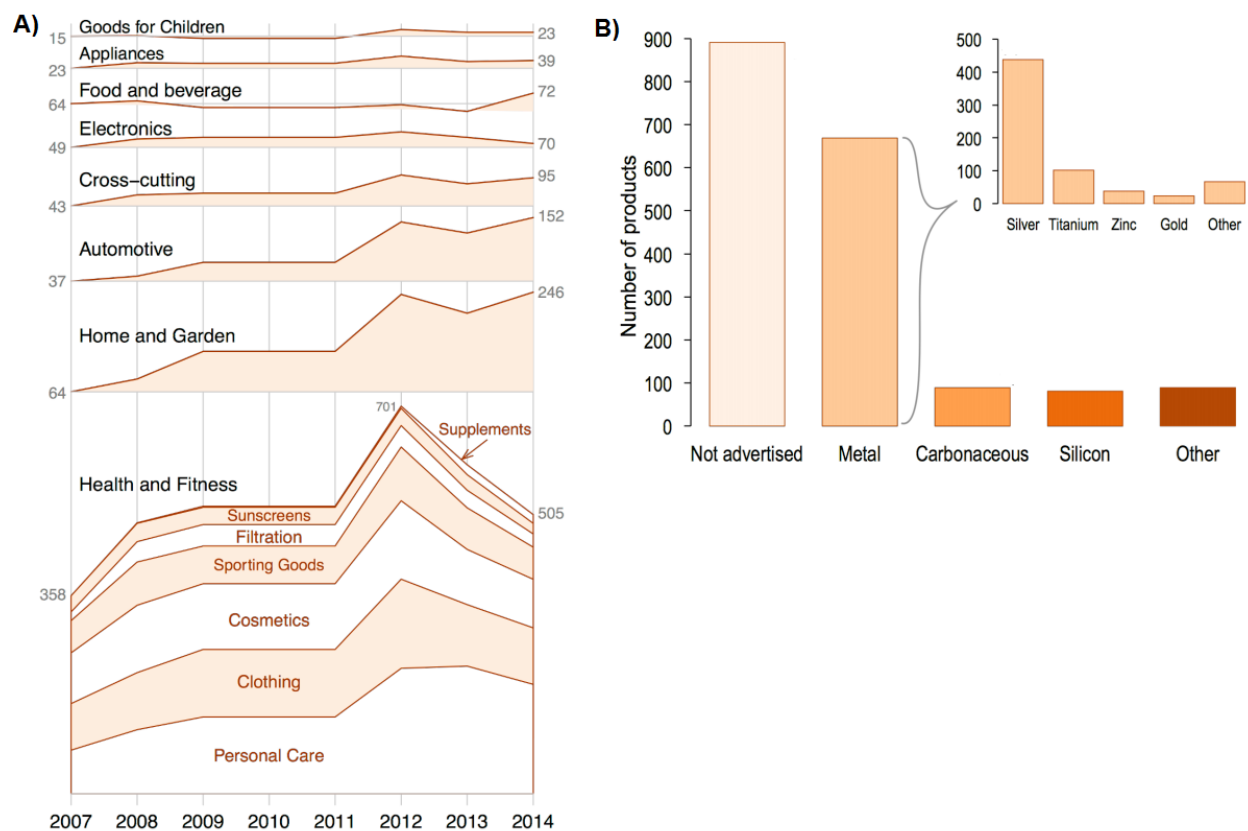 A)
Goods for Children
15
23
Appliances
23
39
Food and beverage
64
72
Electronics
49
70
Cross–cutting
43
95
Automotive
37
152
Home and Garden
64
246
701
Supplements
Health and Fitness
358
505
Sunscreens
Filtration
Sporting Goods
Cosmetics
Clothing
Personal Care
2007 2008 2009 2010 2011 2012 2013 2014
B)
Number of products
900
800
700
600
500
400
300
200
100
0
Not advertised Metal Carbonaceous Silicon Other
500
400
300
200
100
0
Silver Titanium Zinc Gold Other